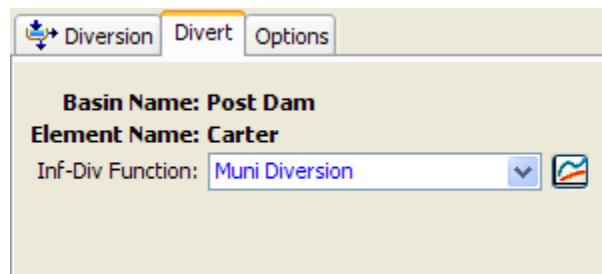 Diversion Divert Options
Basin Name: Post Dam
Element Name: Carter
Inf-Div Function: Muni Diversion